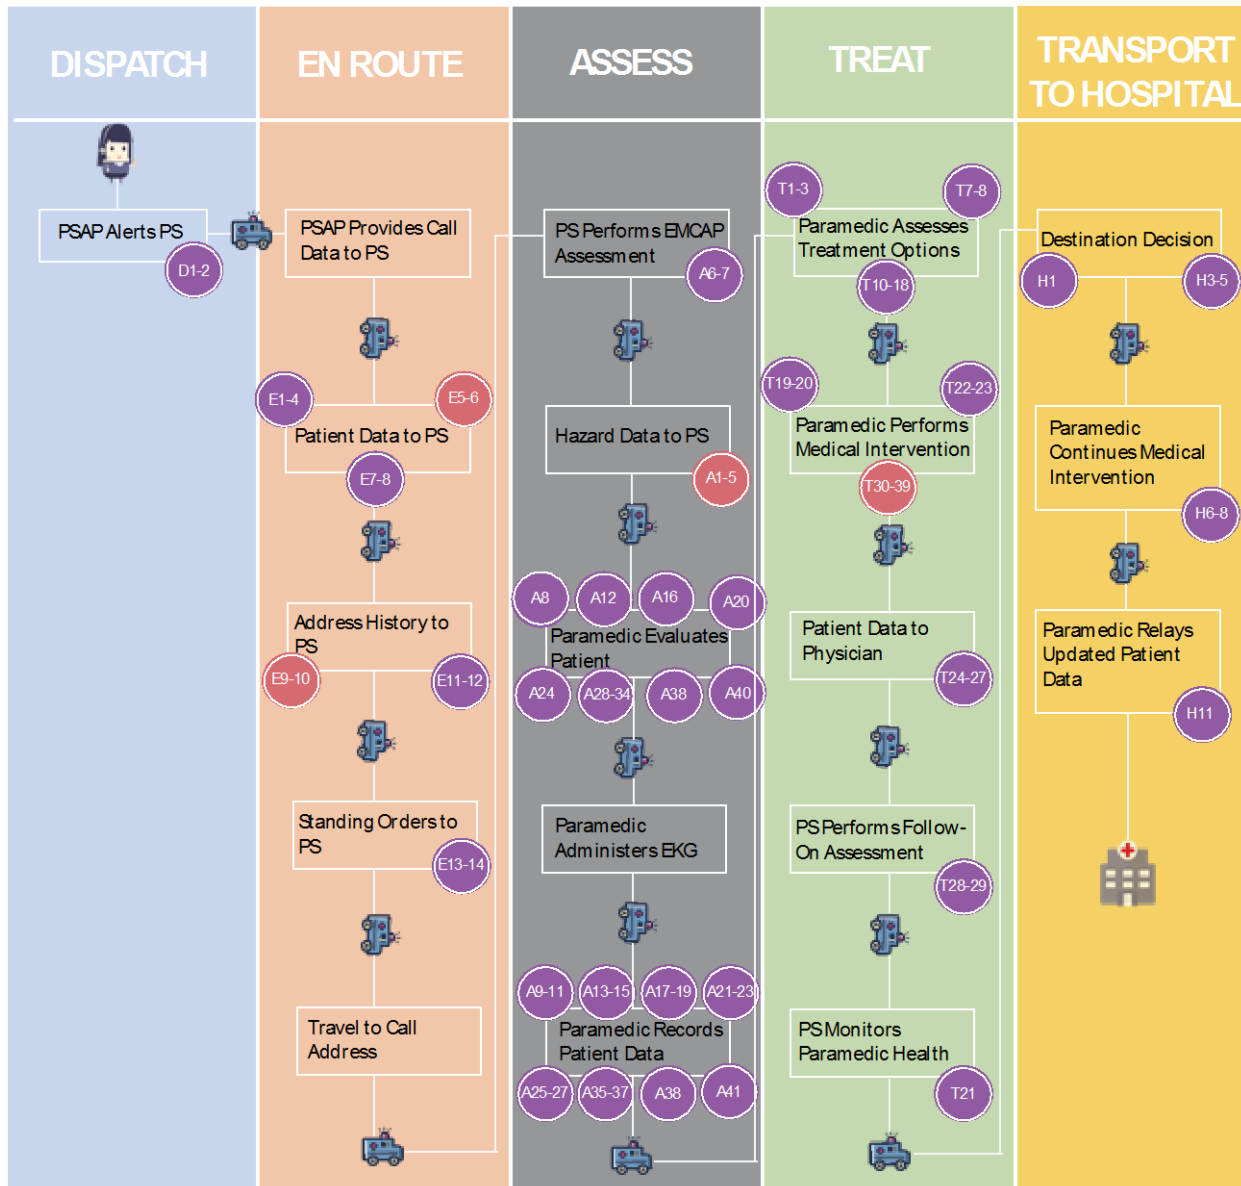 DISPATCH
EN ROUTE
ASSESS
TREAT
TRANSPORT
TO HOSPITAL
PSAP Alerts PS
D1-2
PSAP Provides Call
Data to PS
E1-4
E5-6
Patient Data to PS
E7-8
Address History to
PS
E9-10
E11-12
Standing Orders to
PS
E13-14
Travel to Call
Address
PS Performs EMCAP
Assessment
A6-7
Hazard Data to PS
A1-5
A8
A12
A16
A20
Paramedic Evaluates
Patient
A24
A28-34
A38
A40
Paramedic
Administers EKG
A9-11
A13-15
A17-19
A21-23
Paramedic Records
Patient Data
A25-27
A35-37
A38
A41
T1-3
T7-8
Paramedic Assesses
Treatment Options
T10-18
T19-20
T22-23
Paramedic Performs
Medical Intervention
T30-39
Patient Data to
Physician
T24-27
PS Performs Follow-
On Assessment
T28-29
PS Monitors
Paramedic Health
T21
Destination Decision
H1
H3-5
Paramedic
Continues Medical
Intervention
H6-8
Paramedic Relays
Updated Patient
Data
H11